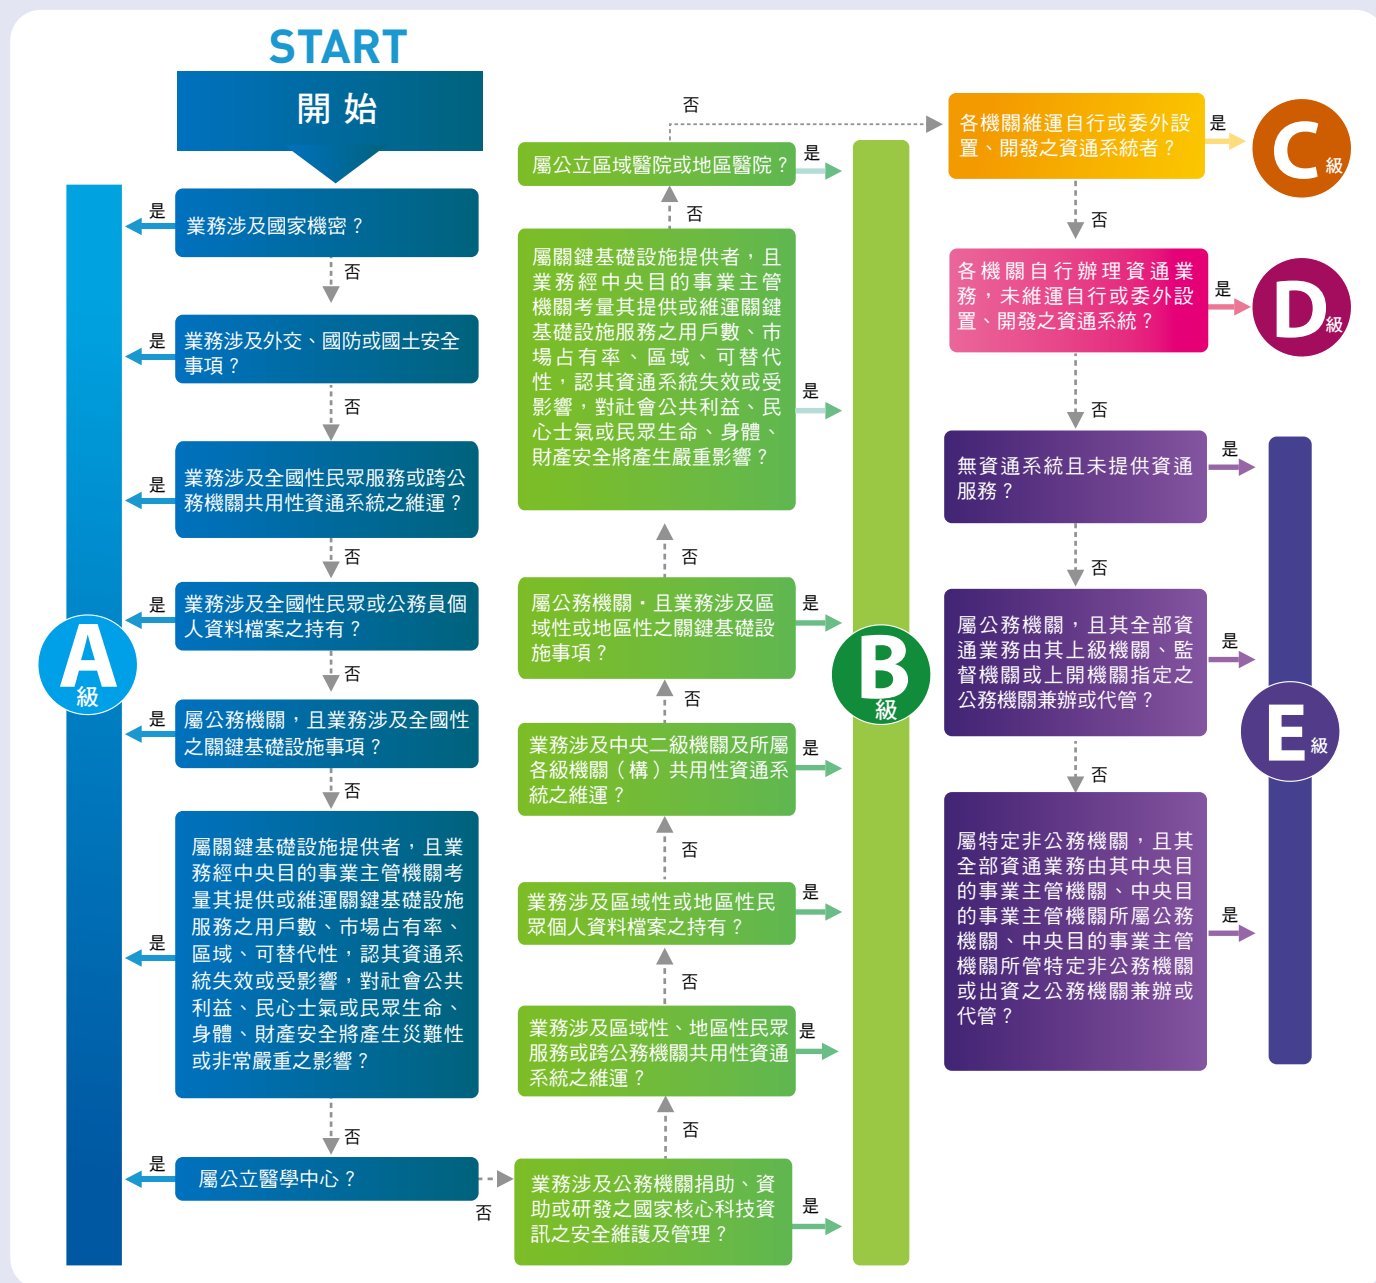 START
開始
業務涉及國家機密？
是
否
業務涉及外交、國防或國土安全
事項？
是
否
業務涉及全國性民眾服務或跨公
務機關共用性資通系統之維運？
是
否
業務涉及全國性民眾或公務員個
人資料檔案之持有？
是
否
屬公務機關，且業務涉及全國性
之關鍵基礎設施事項？
是
否
屬關鍵基礎設施提供者，且業
務經中央目的事業主管機關考
量其提供或維運關鍵基礎設施
服務之用戶數、市場占有率、
區域、可替代性，認其資通系
統失效或受影響，對社會公共
利益、民心士氣或民眾生命、
身體、財產安全將產生災難性
或非常嚴重之影響？
是
否
屬公立醫學中心？
是
否
A
級
業務涉及公務機關捐助、資
助或研發之國家核心科技資
訊之安全維護及管理？
是
否
業務涉及區域性、地區性民眾
服務或跨公務機關共用性資通
系統之維運？
是
否
業務涉及區域性或地區性民
眾個人資料檔案之持有？
是
否
業務涉及中央二級機關及所屬
各級機關（構）共用性資通系
統之維運？
是
否
屬公務機關・且業務涉及區
域性或地區性之關鍵基礎設
施事項？
是
否
屬關鍵基礎設施提供者，且
業務經中央目的事業主管
機關考量其提供或維運關鍵
基礎設施服務之用戶數、市
場占有率、區域、可替代
性，認其資通系統失效或受
影響，對社會公共利益、民
心士氣或民眾生命、身體、
財產安全將產生嚴重影響？
是
否
屬公立區域醫院或地區醫院？
是
否
B
級
各機關維運自行或委外設
置、開發之資通系統者？
是
C
級
否
各機關自行辦理資通業
務，未維運自行或委外設
置、開發之資通系統？
是
D
級
否
無資通系統且未提供資通
服務？
是
否
屬公務機關，且其全部資
通業務由其上級機關、監
督機關或上開機關指定之
公務機關兼辦或代管？
是
否
屬特定非公務機關，且其
全部資通業務由其中央目
的事業主管機關、中央目
的事業主管機關所屬公務
機關、中央目的事業主管
機關所管特定非公務機關
或出資之公務機關兼辦或
代管？
是
E
級